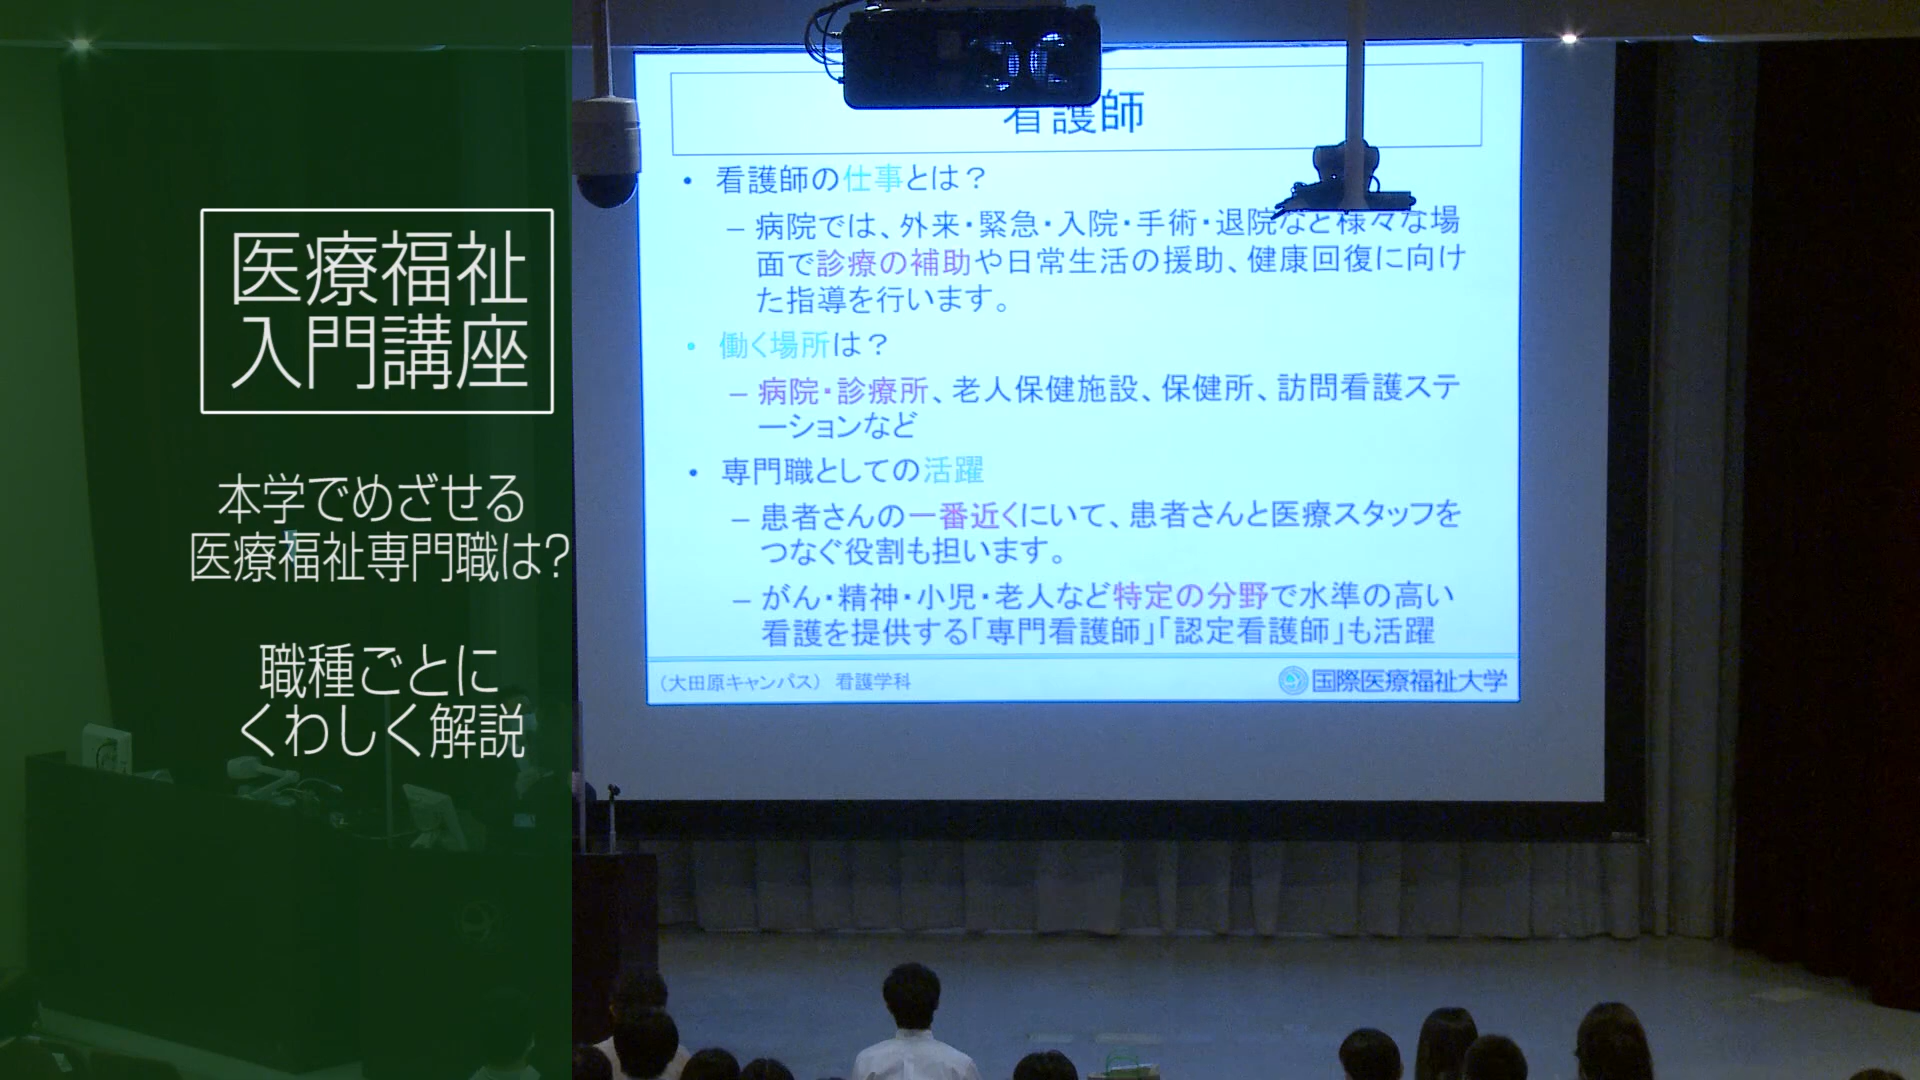 医療福祉
入門講座
本学でめざせる
医療福祉専門職は?
職種ごとに
くわしく解説
看護師
• 看護師の仕事とは？
– 病院では、外来・緊急・入院・手術・退院など様々な場
面で診療の補助や日常生活の援助、健康回復に向け
た指導を行います。
• 働く場所は？
– 病院・診療所、老人保健施設、保健所、訪問看護ステ
ーションなど
• 専門職としての活躍
– 患者さんの一番近くにいて、患者さんと医療スタッフを
つなぐ役割も担います。
– がん・精神・小児・老人など特定の分野で水準の高い
看護を提供する「専門看護師」「認定看護師」も活躍
（大田原キャンパス） 看護学科
国際医療福祉大学